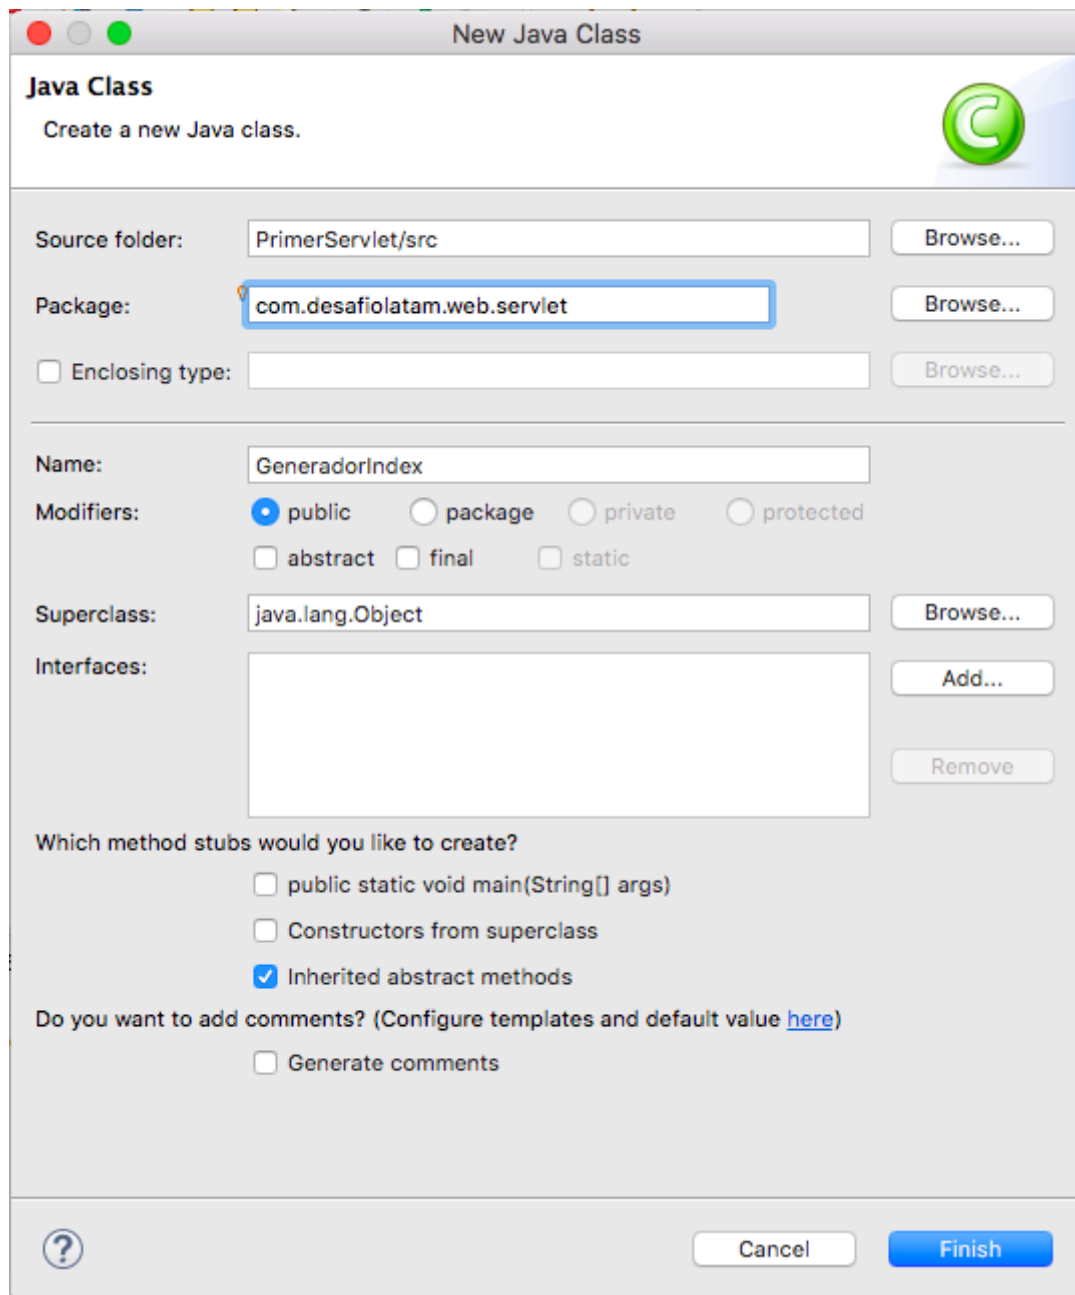 New Java Class
Java Class
Create a new Java class.
C
Source folder: PrimerServlet/src Browse...
Package: com.desafiolatam.web.servlet Browse...
Enclosing type: Browse...
Name: GeneradorIndex
Modifiers: public package private protected
abstract final static
Superclass: java.lang.Object Browse...
Interfaces: Add...
Remove
Which method stubs would you like to create?
public static void main(String[] args)
Constructors from superclass
Inherited abstract methods
Do you want to add comments? (Configure templates and default value here)
Generate comments
? Cancel Finish